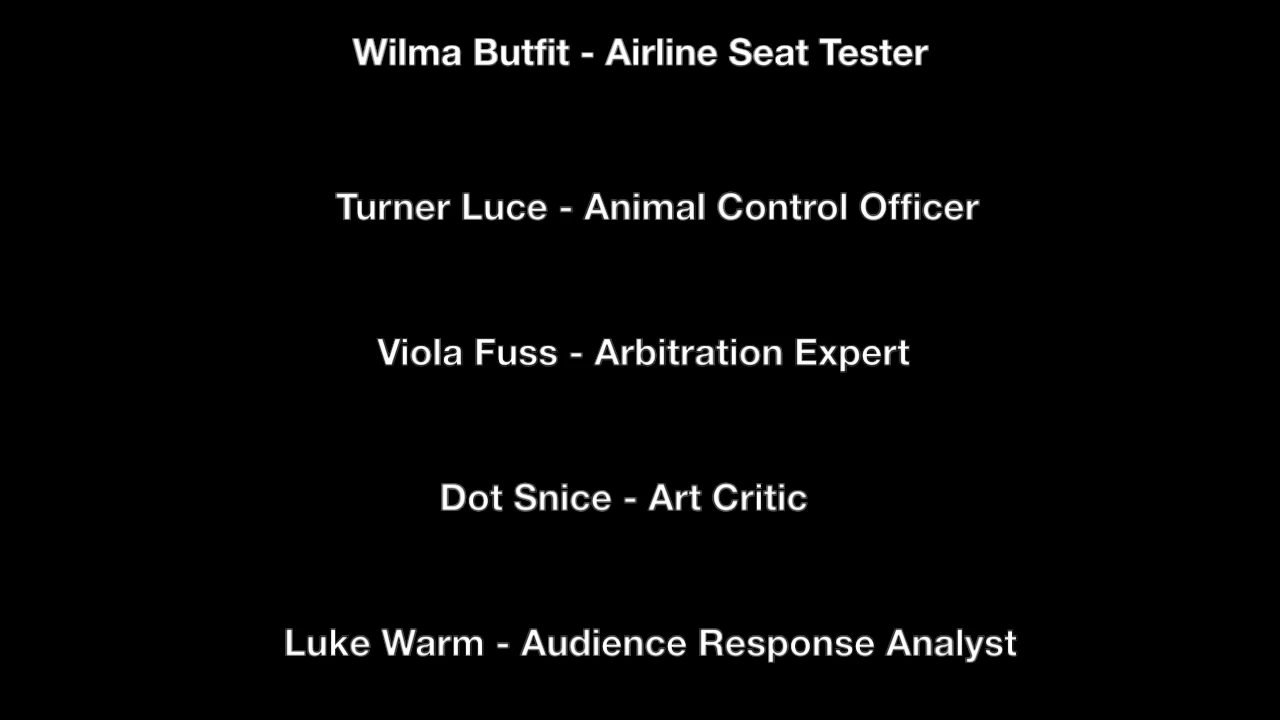 Wilma Butfit - Airline Seat Tester
Turner Luce - Animal Control Officer
Viola Fuss - Arbitration Expert
Dot Snice - Art Critic
Luke Warm - Audience Response Analyst